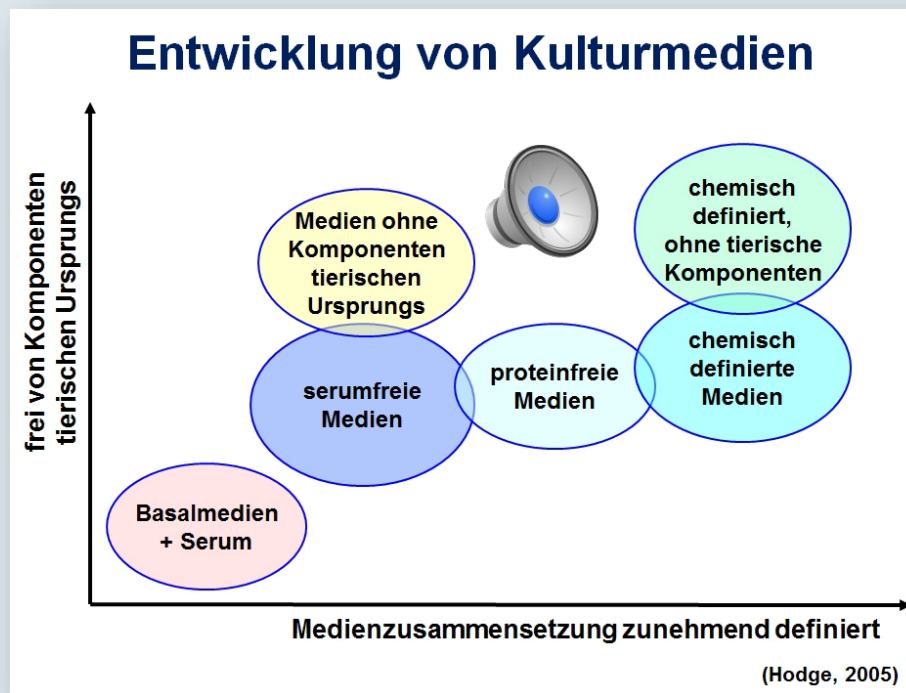 Entwicklung von Kulturmedien
frei von Komponenten
tierischen Ursprungs
Medien ohne
Komponenten
tierischen
Ursprungs
chemisch
definiert,
ohne tierische
Komponenten
serumfreie
Medien
proteinfreie
Medien
chemisch
definierte
Medien
Basalmedien
+ Serum
Medienzusammensetzung zunehmend definiert
(Hodge, 2005)